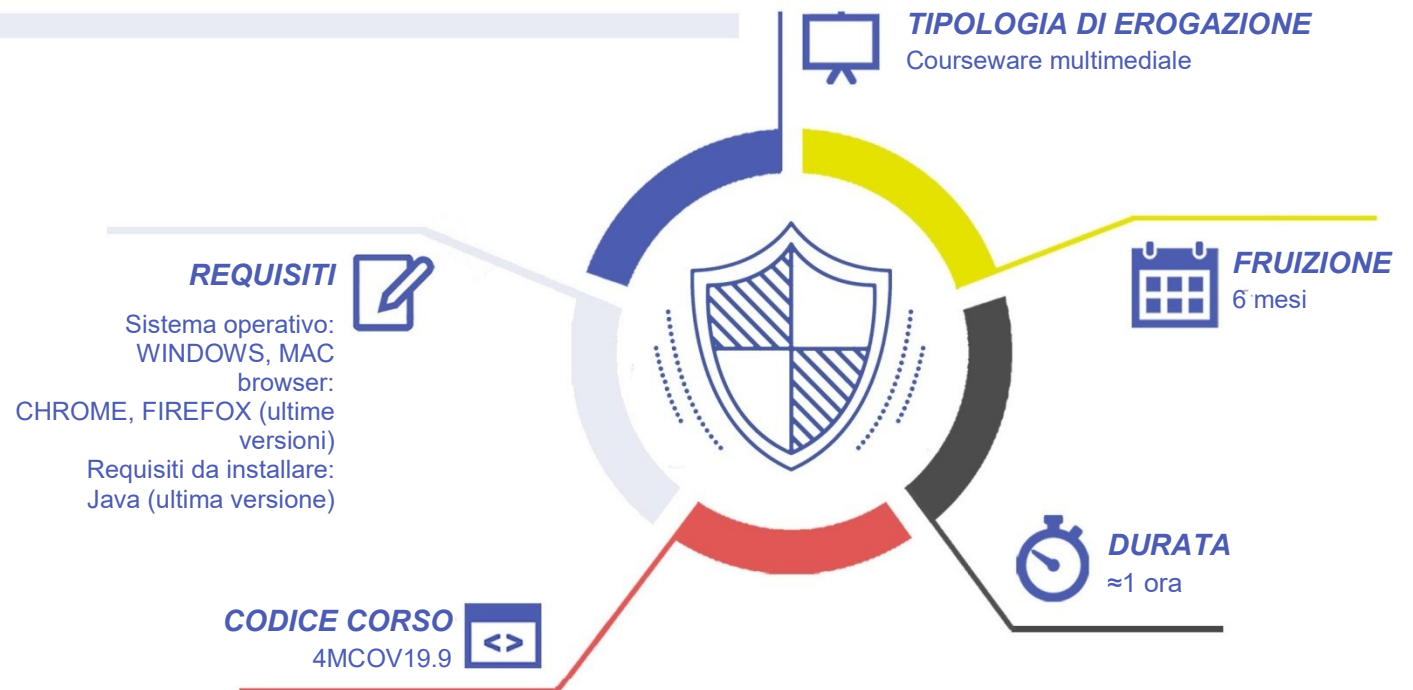 TIPOLOGIA DI EROGAZIONE
Courseware multimediale
REQUISITI
Sistema operativo:
WINDOWS, MAC
browser:
CHROME, FIREFOX (ultime
versioni)
Requisiti da installare:
Java (ultima versione)
FRUIZIONE
6 mesi
DURATA
≈1 ora
CODICE CORSO
<>
4MCOV19.9